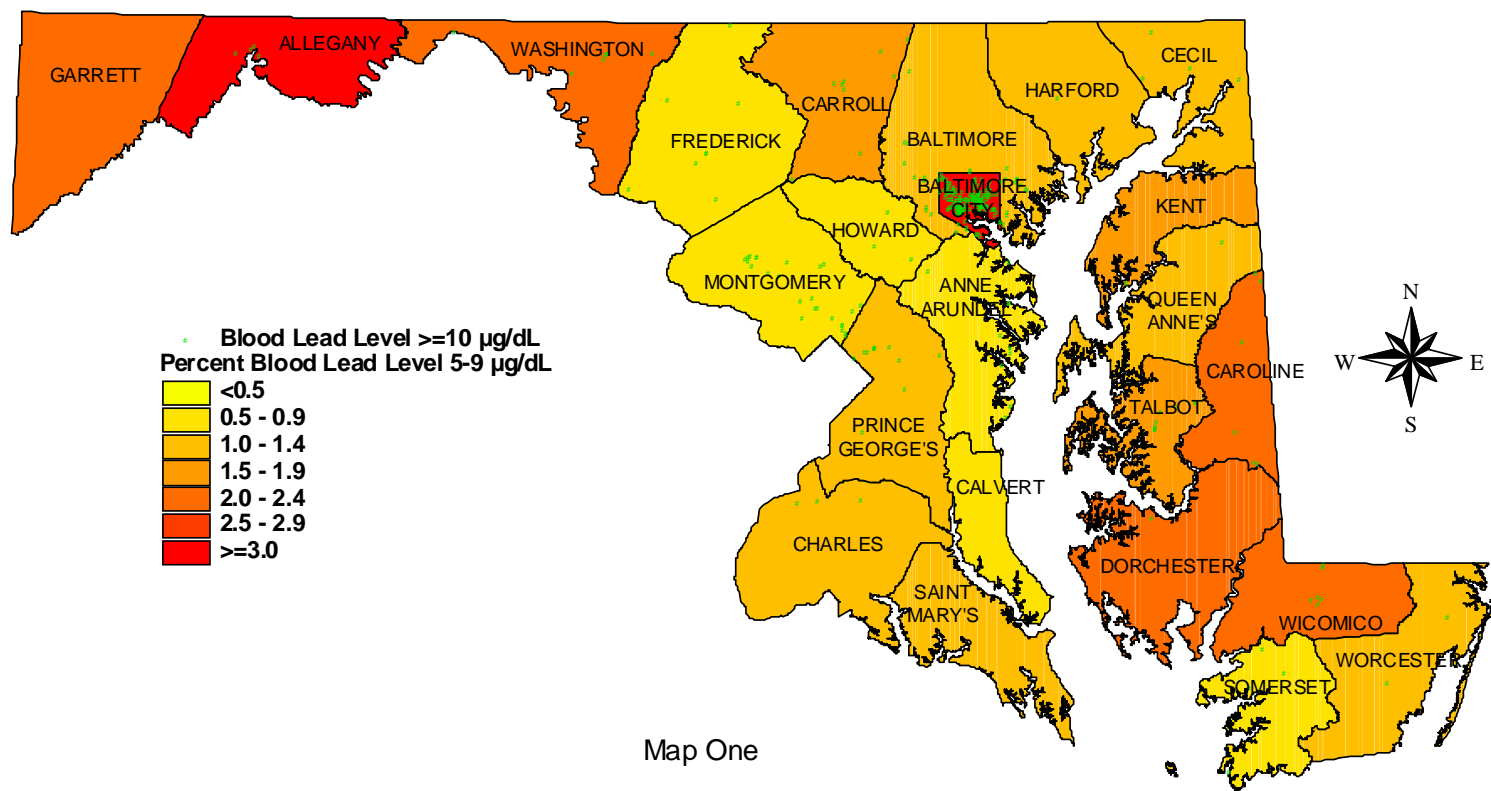 ALLEGANY
WASHINGTON
GARRETT
CECIL
HARFORD
CARROLL
FREDERICK
BALTIMORE
BALTIMORE
CITY
KENT
HOWARD
MONTGOMERY
ANNE
ARUNDEL
QUEEN
ANNE'S
N
W
E
S
Blood Lead Level >=10 µg/dL
Percent Blood Lead Level 5-9 µg/dL
<0.5
0.5 - 0.9
1.0 - 1.4
1.5 - 1.9
2.0 - 2.4
2.5 - 2.9
>=3.0
CAROLINE
TALBOT
PRINCE
GEORGE'S
CALVERT
CHARLES
DORCHESTER
SAINT
MARY'S
WICOMICO
WORCESTER
SOMERSET
Map One